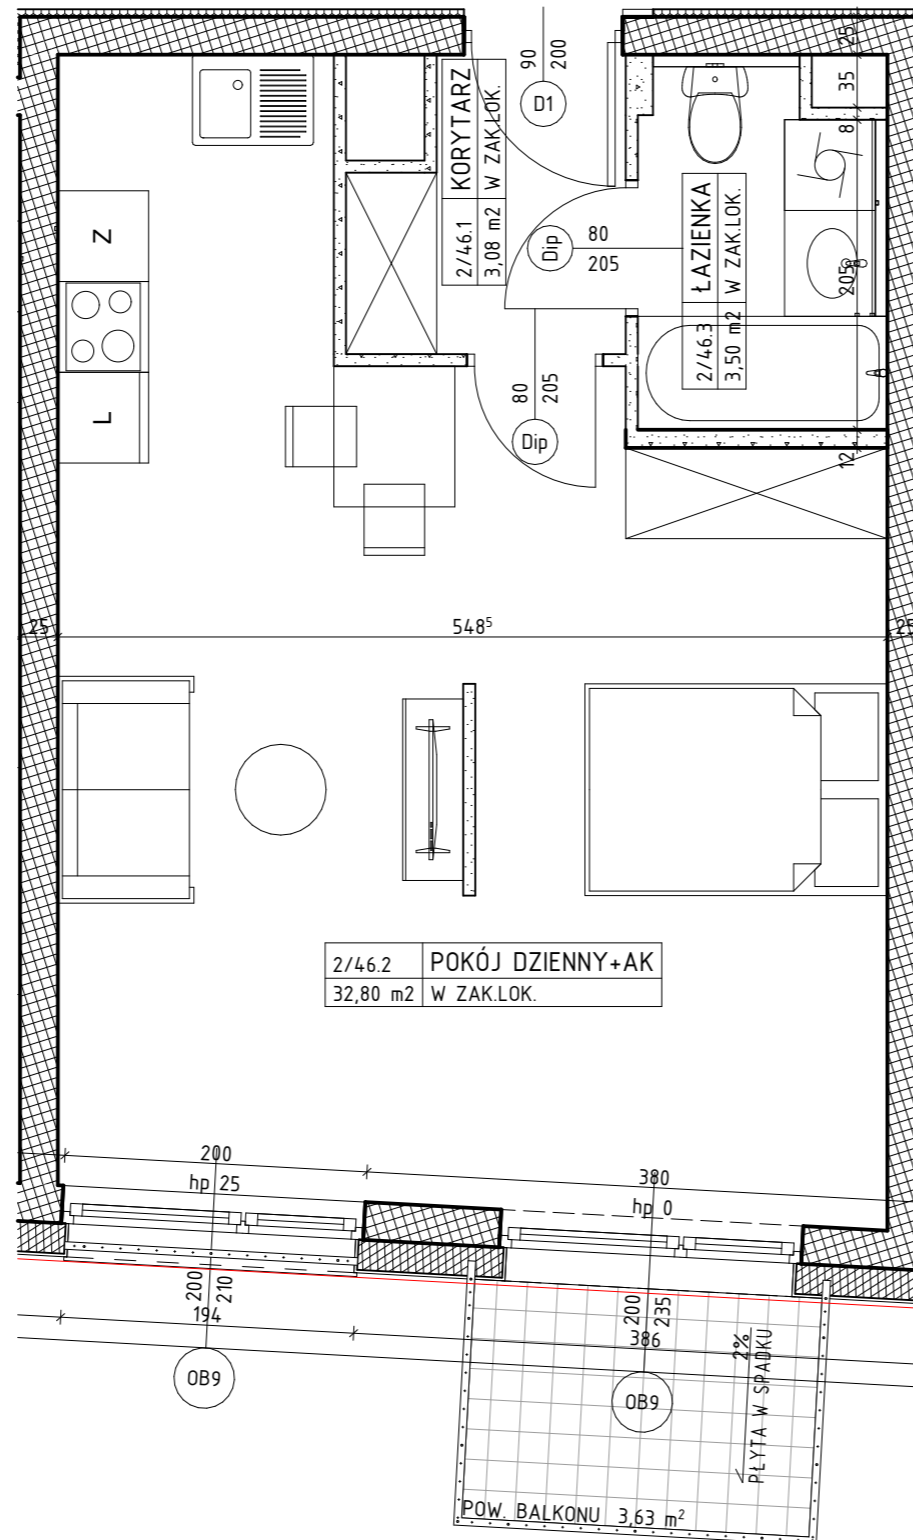 90
200
D1
25
35
8
KORYTARZ
2/46.1
W ZAK.LOK.
3,08 m2
Dip
80
205
ŁAZIENKA
2/46.3
W ZAK.LOK.
3,50 m2
205
Z
L
80
205
Dip
12
25
548⁵
25
2/46.2
POKÓJ DZIENNY+AK
32,80 m2
W ZAK.LOK.
200
hp 25
380
hp 0
200
210
194
200
235
386
OB9
OB9
2%
PŁYTA W SPADKU
POW. BALKONU 3,63 m²